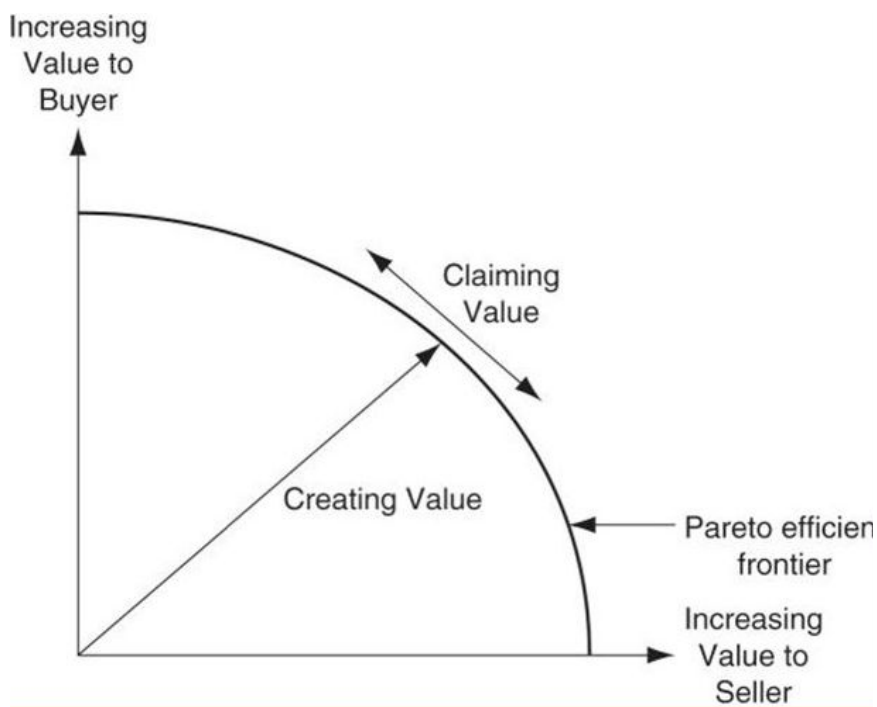 Increasing
Value to
Buyer
Claiming
Value
Creating Value
Pareto efficien
frontier
Increasing
Value to
Seller